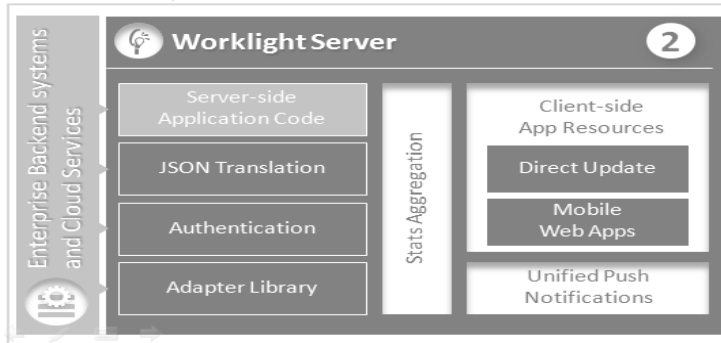 Enterprise Backend systems
and Cloud Services
Worklight Server
2
Server-side
Application Code
JSON Translation
Authentication
Adapter Library
Stats Aggregation
Client-side
App Resources
Direct Update
Mobile
Web Apps
Unified Push
Notifications